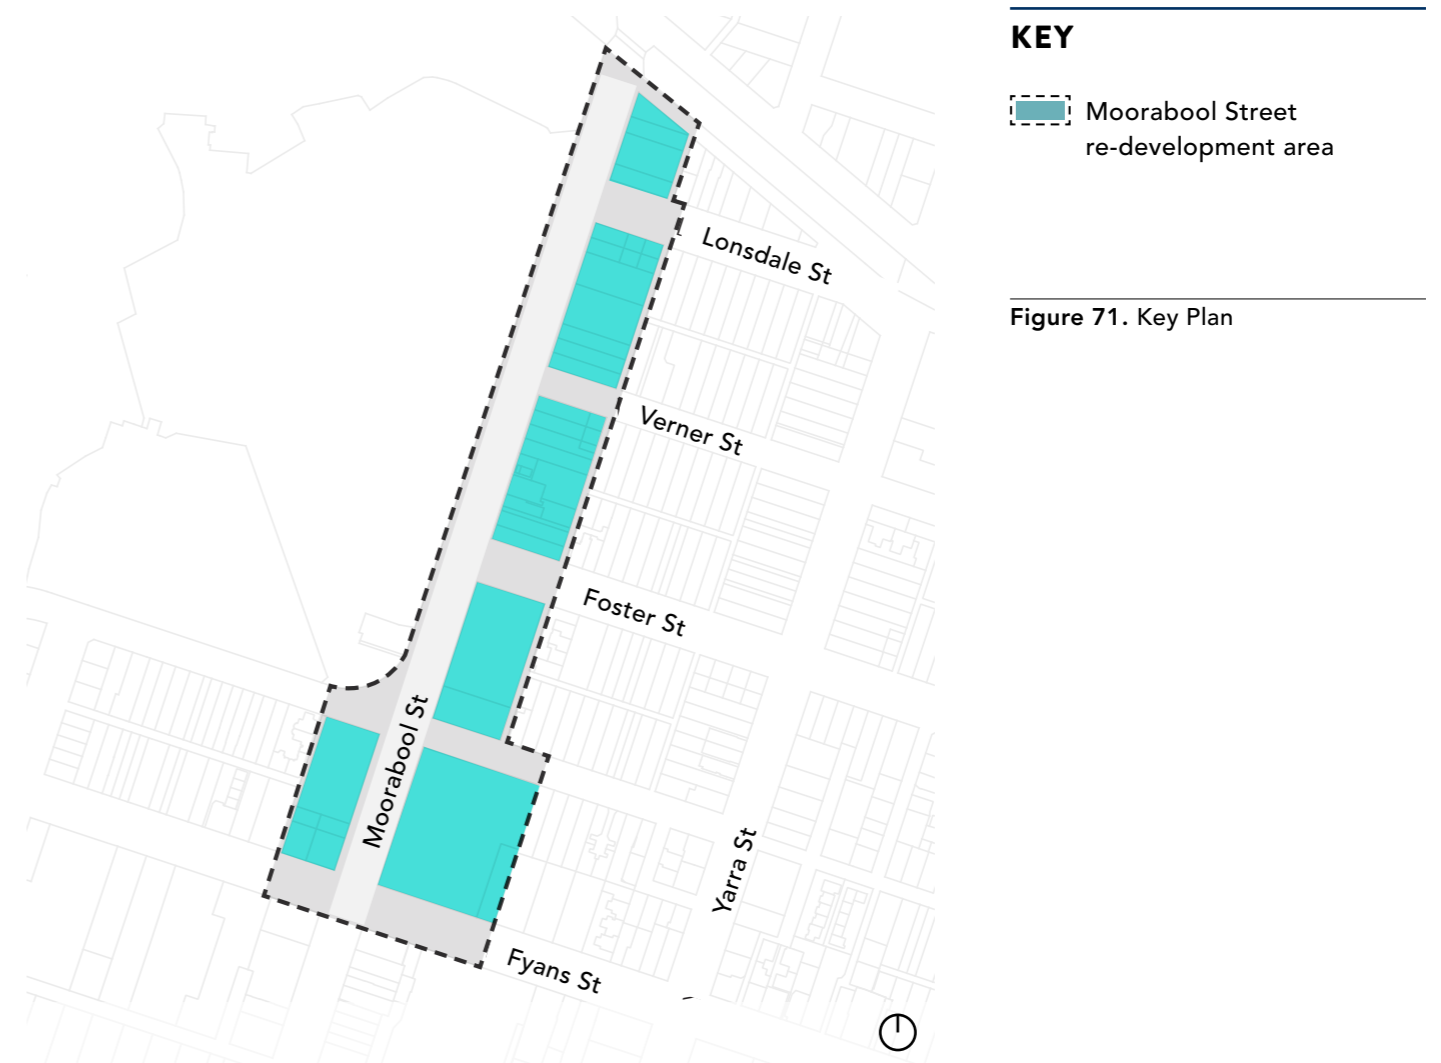 KEY
Moorabool Street
re-development area
Figure 71. Key Plan
Lonsdale St
Verner St
Foster St
Moorabool St
Yarra St
Fyans St